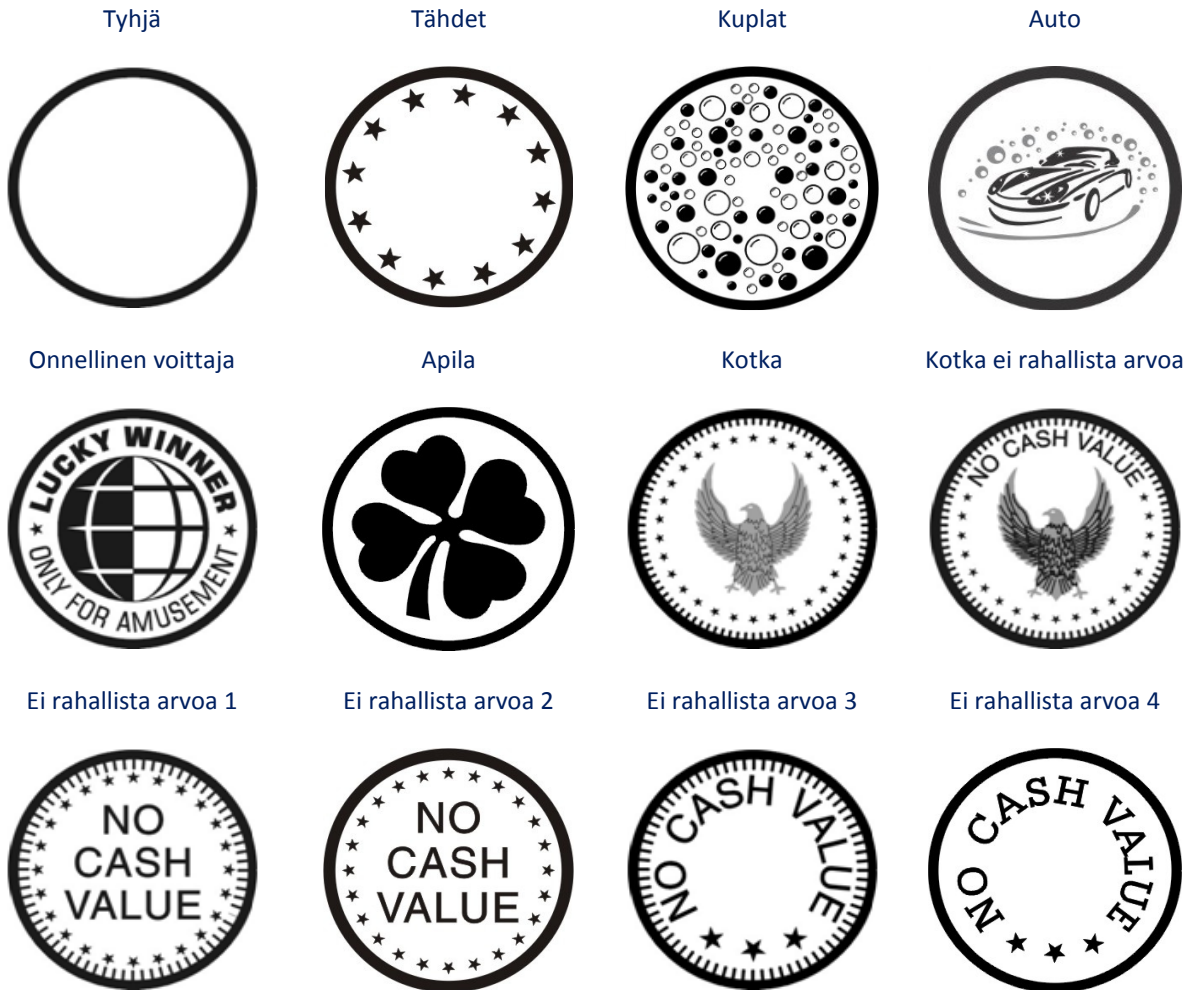 Tyhjä
Tähdet
Kuplat
Auto
Onnellinen voittaja
Apila
Kotka
Kotka ei rahallista arvoa
LUCKY WINNER
ONLY FOR AMUSEMENT
NO CASH VALUE
Ei rahallista arvoa 1
Ei rahallista arvoa 2
Ei rahallista arvoa 3
Ei rahallista arvoa 4
NO
CASH
VALUE
NO
CASH
VALUE
NO CASH VALUE
NO CASH VALUE